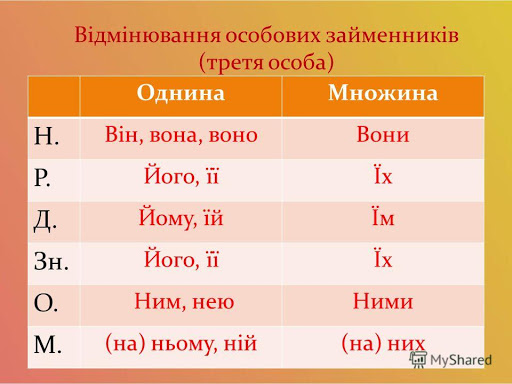 Відмінювання особових займенників
(третя особа)
Однина Множина
Н. Він, вона, воно Вони
Р. Його, її Їх
Д. Йому, їй Їм
Зн. Його, її Їх
О. Ним, нею Ними
М. (на) ньому, ній (на) них
MyShared